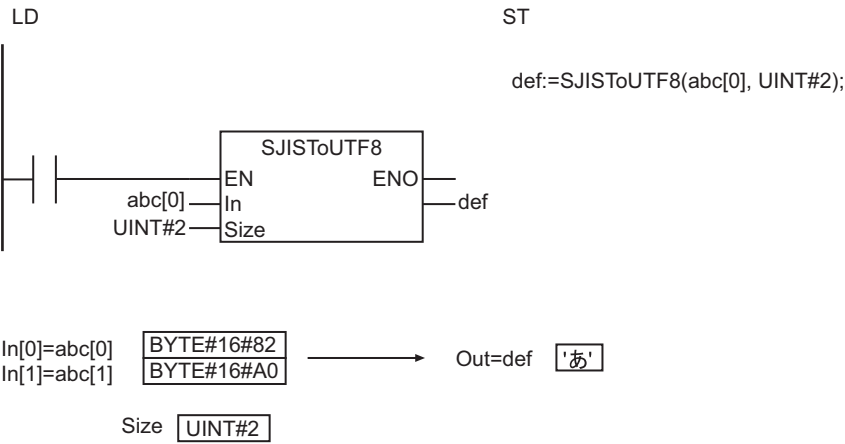 LD
ST
def:=SJISToUTF8(abc[0], UINT#2);
SJISToUTF8
EN ENO
abc[0] In def
UINT#2 Size
In[0]=abc[0] BYTE#16#82
In[1]=abc[1] BYTE#16#A0
Out=def 'あ'
Size UINT#2